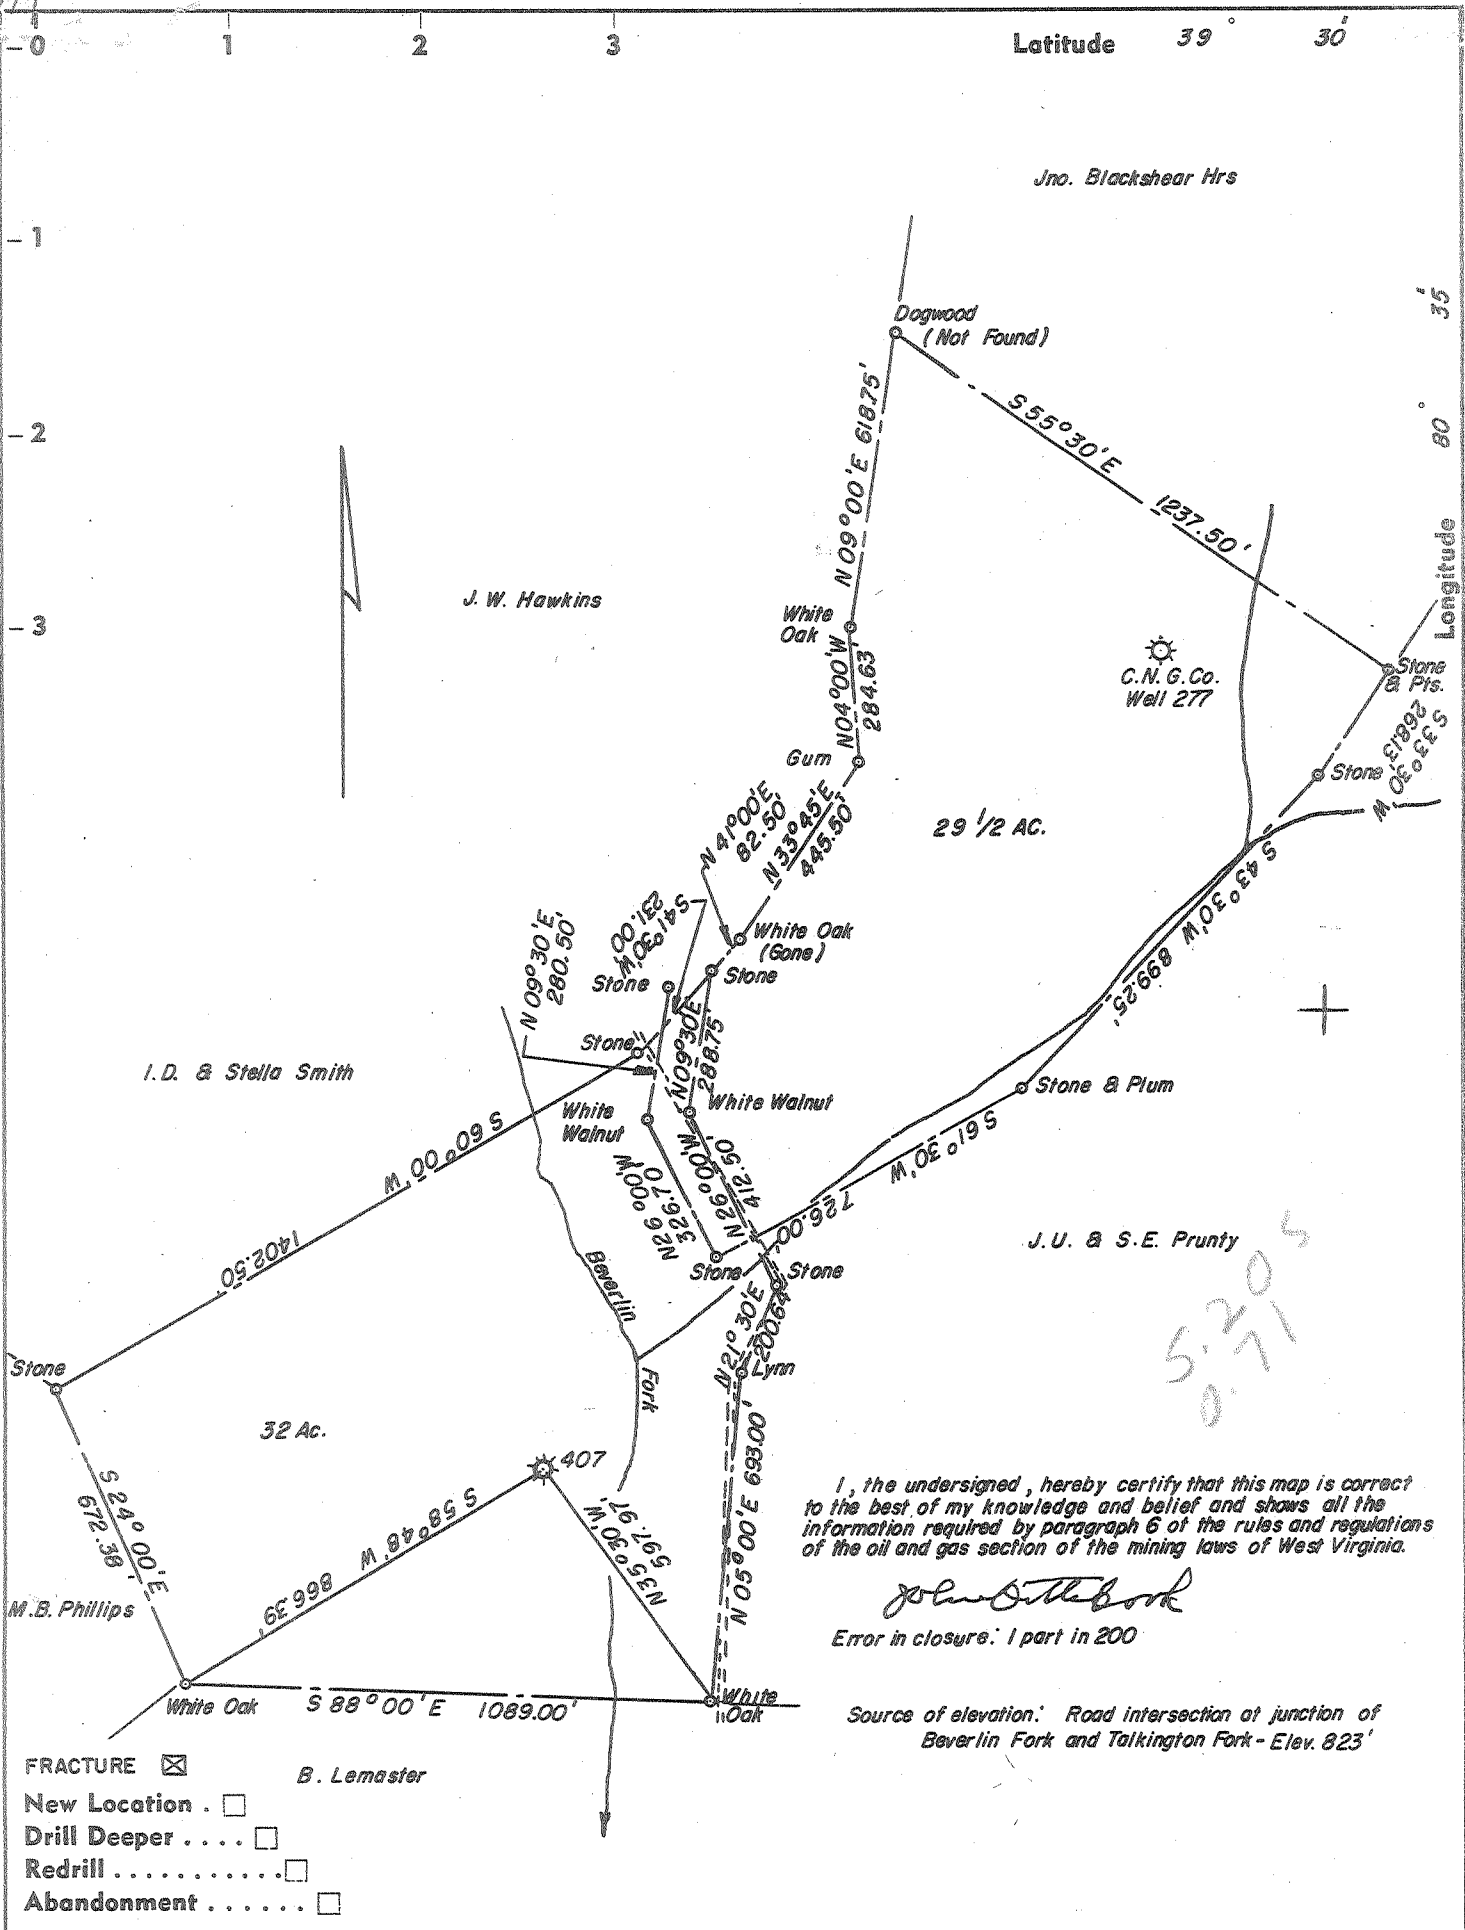 0 1 2 3 Latitude 39° 30'
1
2
3
Longitude 80° 35'
Jno. Blackshear Hrs
Dogwood
(Not Found)
N 09°00'E 618.75'
S 55°30'E 1237.50'
J. W. Hawkins
White
Oak
N 04°00'W
284.63'
C.N.G.Co.
Well 277
Stone
& Pts.
S 33°30'W
268.13'
Stone
Gum
29 1/2 AC.
N 41°00'E
82.50'
N 33°45'E
445.50'
S 43°30'W 899.25'
S 41°30'W
231.00'
White Oak
(Gone)
Stone
Stone
N 09°30'E
280.50'
Stone
N 09°30'E
288.75'
I.D. & Stella Smith
Stone & Plum
White
Walnut
White Walnut
S 60°00'W 1402.50'
N 26°00'W
326.70
N 26°00'W
412.50'
S 61°30'W 726.00'
J.U. & S.E. Prunty
Beverlin Fork
Stone
Stone
N 21°30'E
200.64'
Lynn
5.20 S
0.71
Stone
32 Ac.
407
S 24°00'E
672.38'
S 58°48'W 866.39'
N 35°30'W
597.97'
N 05°00'E 693.00'
M.B. Phillips
I, the undersigned, hereby certify that this map is correct
to the best of my knowledge and belief and shows all the
information required by paragraph 6 of the rules and regulations
of the oil and gas section of the mining laws of West Virginia.
Error in closure: 1 part in 200
White Oak
S 88°00'E 1089.00'
White
Oak
Source of elevation: Road intersection at junction of
Beverlin Fork and Talkington Fork - Elev. 823'
B. Lemaster
FRACTURE ☒
New Location . ☐
Drill Deeper .... ☐
Redrill ........... ☐
Abandonment ...... ☐